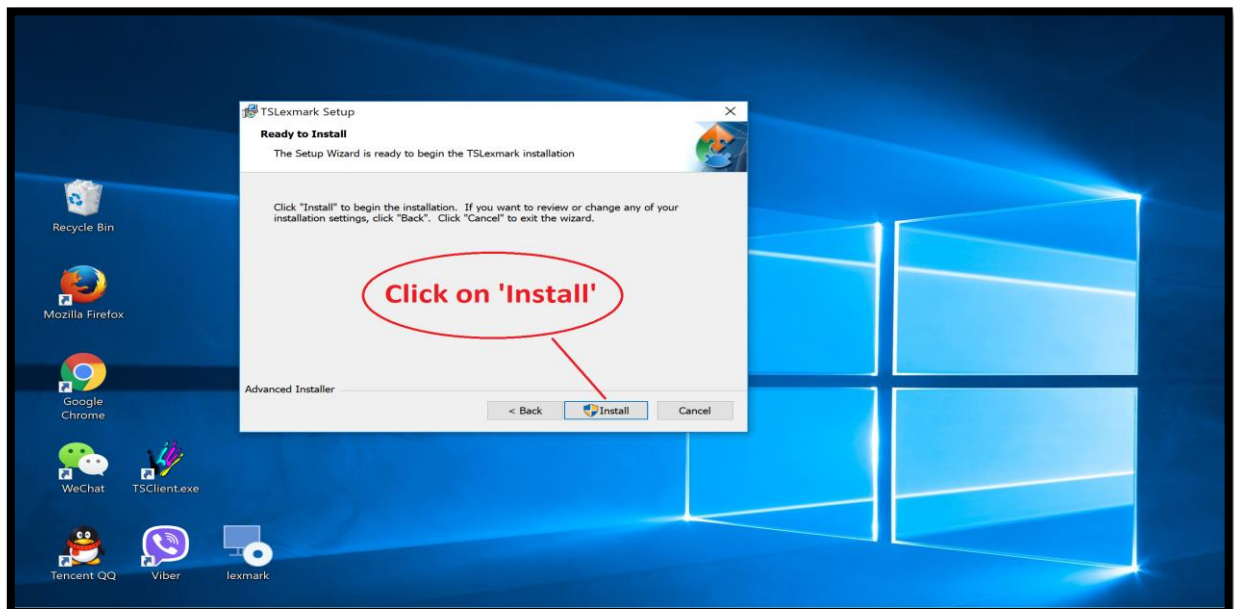 TSLexmark Setup
Ready to Install
The Setup Wizard is ready to begin the TSLexmark installation
Click "Install" to begin the installation. If you want to review or change any of your
installation settings, click "Back". Click "Cancel" to exit the wizard.
Click on 'Install'
Advanced Installer
< Back Install Cancel
Recycle Bin
Mozilla Firefox
Google
Chrome
WeChat TSClient.exe
Tencent QQ Viber lexmark